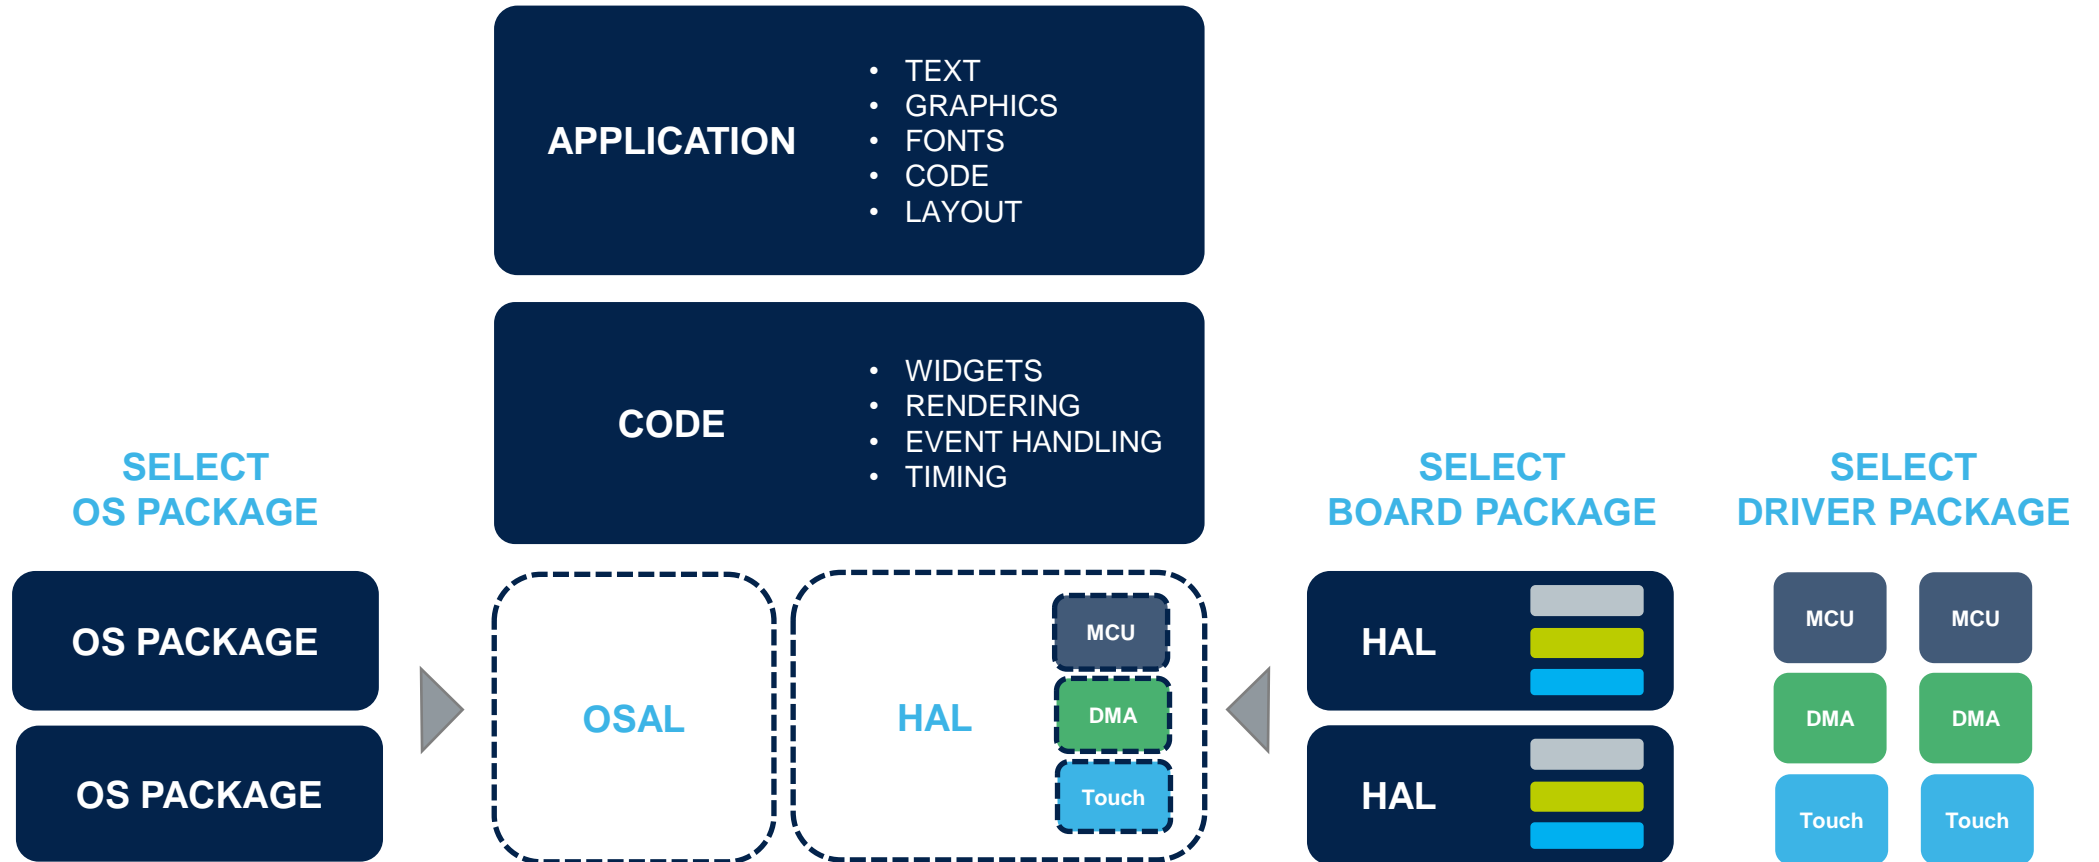 APPLICATION
• TEXT
• GRAPHICS
• FONTS
• CODE
• LAYOUT
CODE
• WIDGETS
• RENDERING
• EVENT HANDLING
• TIMING
SELECT
OS PACKAGE
OS PACKAGE
OS PACKAGE
OSAL
HAL
MCU
DMA
Touch
SELECT
BOARD PACKAGE
HAL
HAL
SELECT
DRIVER PACKAGE
MCU
MCU
DMA
DMA
Touch
Touch